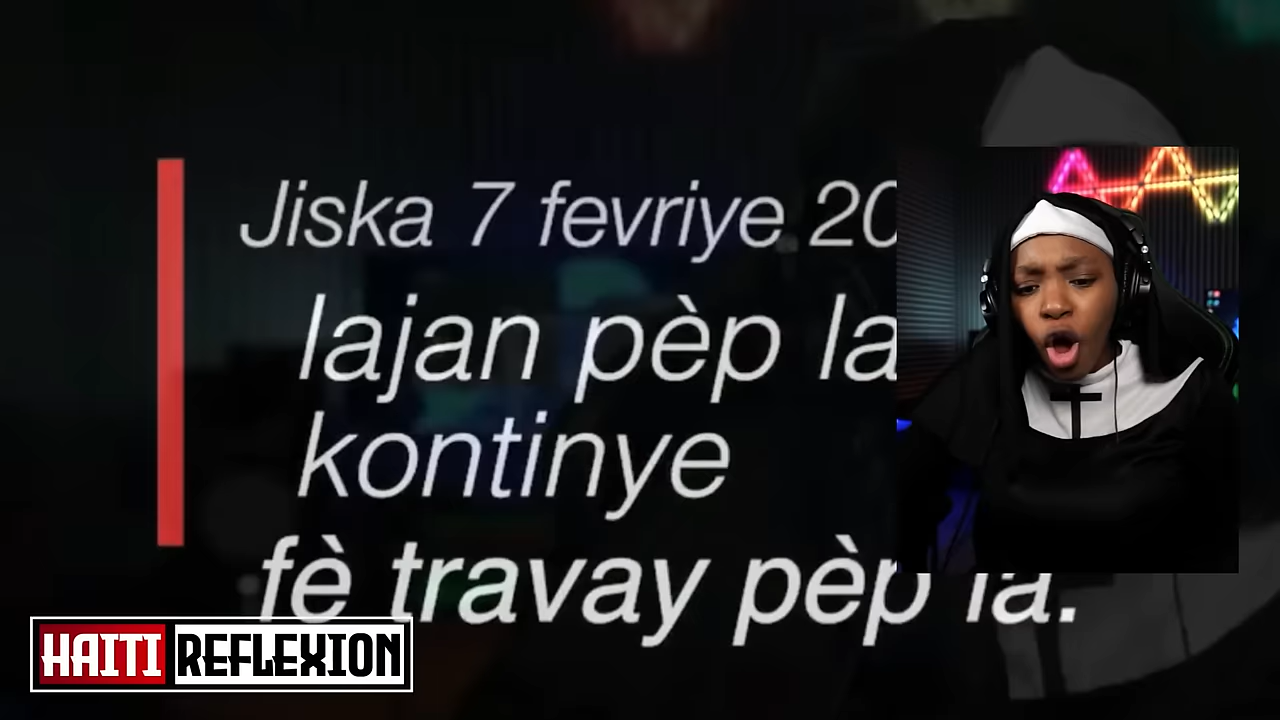 Jiska 7 fevriye 20
lajan pèp la
kontinye
fè travay pèp la.
HAITI REFLEXION